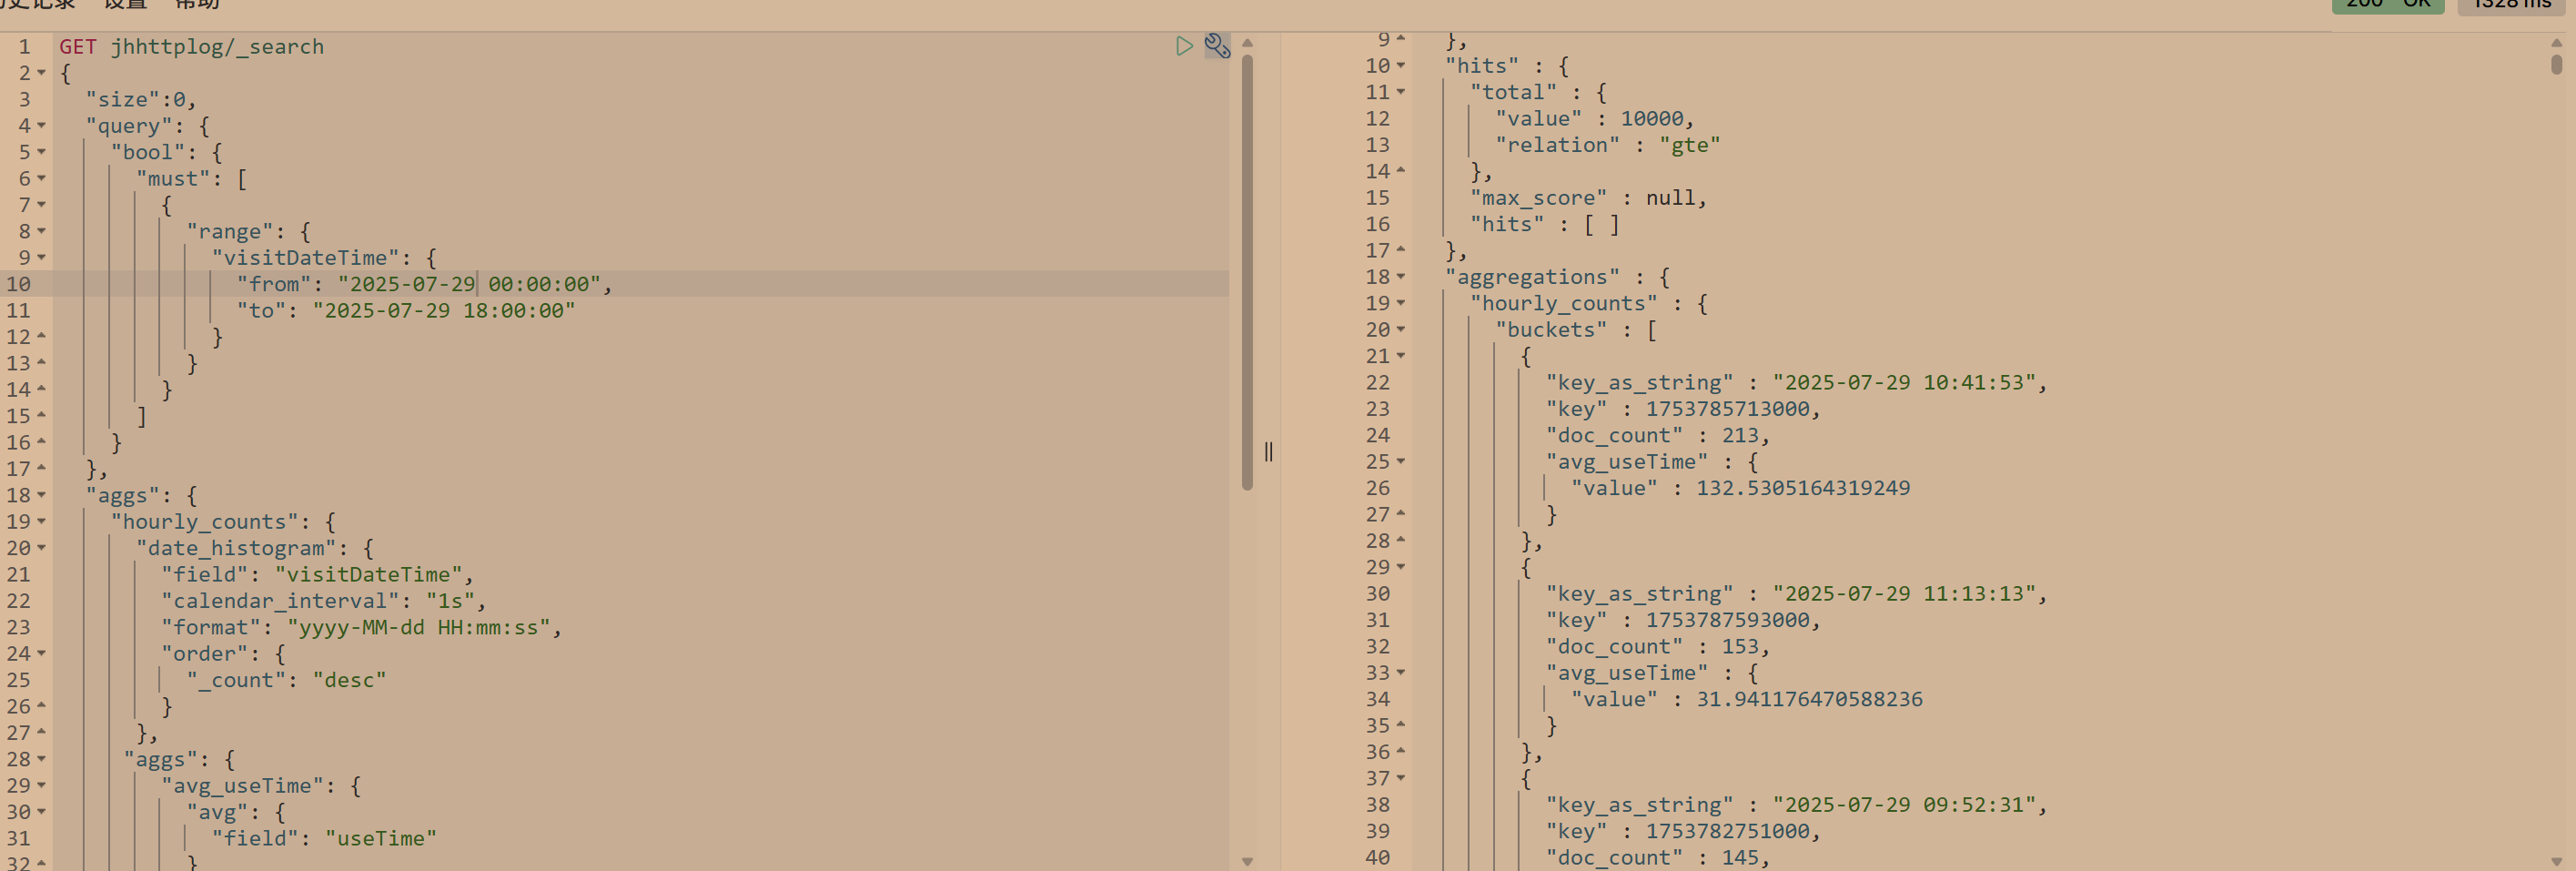 历史记录 设置 帮助
200 - OK
1328 ms
1 GET jhhttplog/_search
2 {
3 "size":0,
4 "query": {
5 "bool": {
6 "must": [
7 {
8 "range": {
9 "visitDateTime": {
10 "from": "2025-07-29 00:00:00",
11 "to": "2025-07-29 18:00:00"
12 }
13 }
14 }
15 ]
16 }
17 },
18 "aggs": {
19 "hourly_counts": {
20 "date_histogram": {
21 "field": "visitDateTime",
22 "calendar_interval": "1s",
23 "format": "yyyy-MM-dd HH:mm:ss",
24 "order": {
25 "_count": "desc"
26 }
27 },
28 "aggs": {
29 "avg_useTime": {
30 "avg": {
31 "field": "useTime"
32 }
9 },
10 "hits" : {
11 "total" : {
12 "value" : 10000,
13 "relation" : "gte"
14 },
15 "max_score" : null,
16 "hits" : [ ]
17 },
18 "aggregations" : {
19 "hourly_counts" : {
20 "buckets" : [
21 {
22 "key_as_string" : "2025-07-29 10:41:53",
23 "key" : 1753785713000,
24 "doc_count" : 213,
25 "avg_useTime" : {
26 "value" : 132.5305164319249
27 }
28 },
29 {
30 "key_as_string" : "2025-07-29 11:13:13",
31 "key" : 1753787593000,
32 "doc_count" : 153,
33 "avg_useTime" : {
34 "value" : 31.941176470588236
35 }
36 },
37 {
38 "key_as_string" : "2025-07-29 09:52:31",
39 "key" : 1753782751000,
40 "doc_count" : 145,